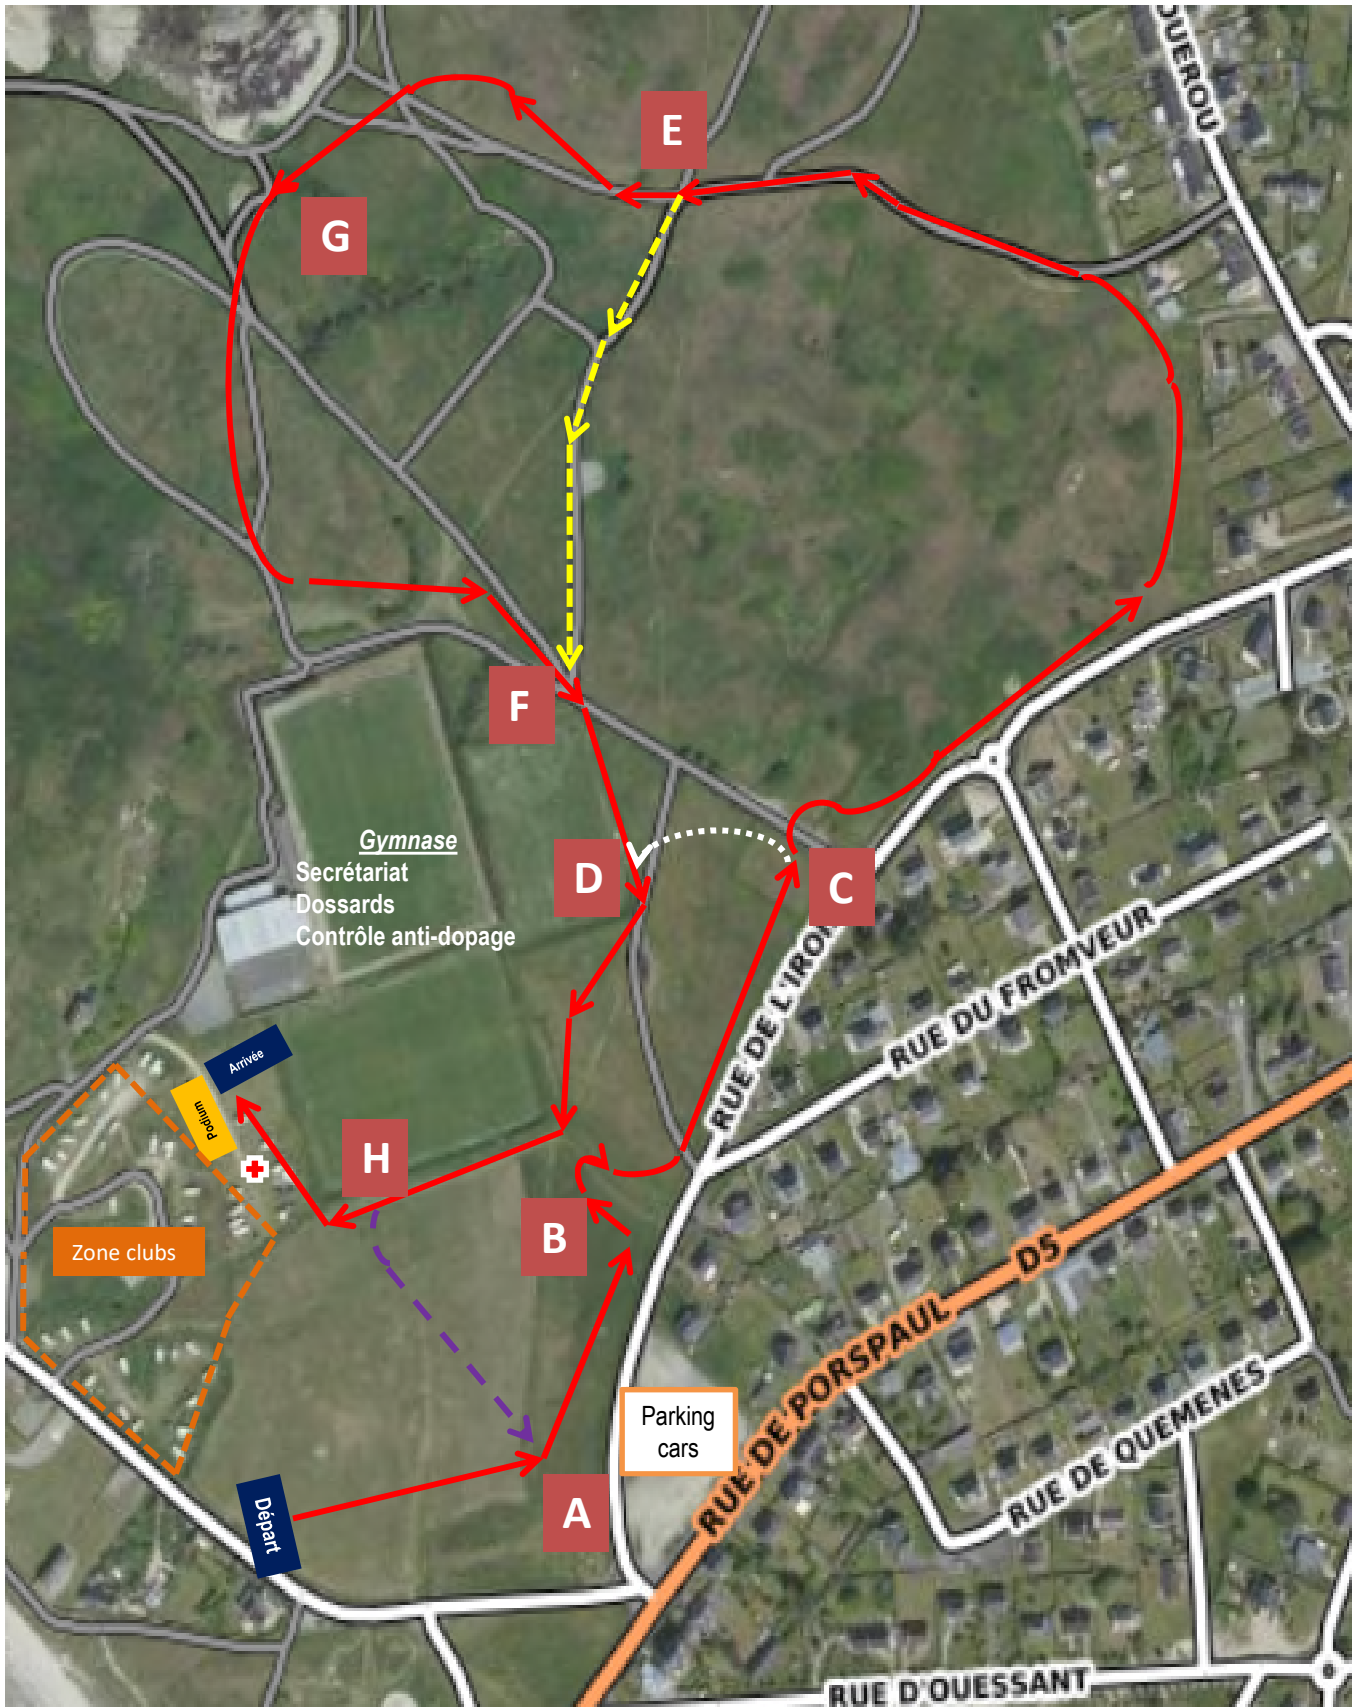 OUEROU
E
G
F
Gymnase
Secrétariat
Dossards
Contrôle anti-dopage
D
C
RUE DE L'IROI
RUE DU FROMVEUR
Arrivée
Podium
H
B
Zone clubs
D5
RUE DE PORSPAUL
RUE DE QUEMENES
Parking
cars
A
Départ
RUE D'OUESSANT